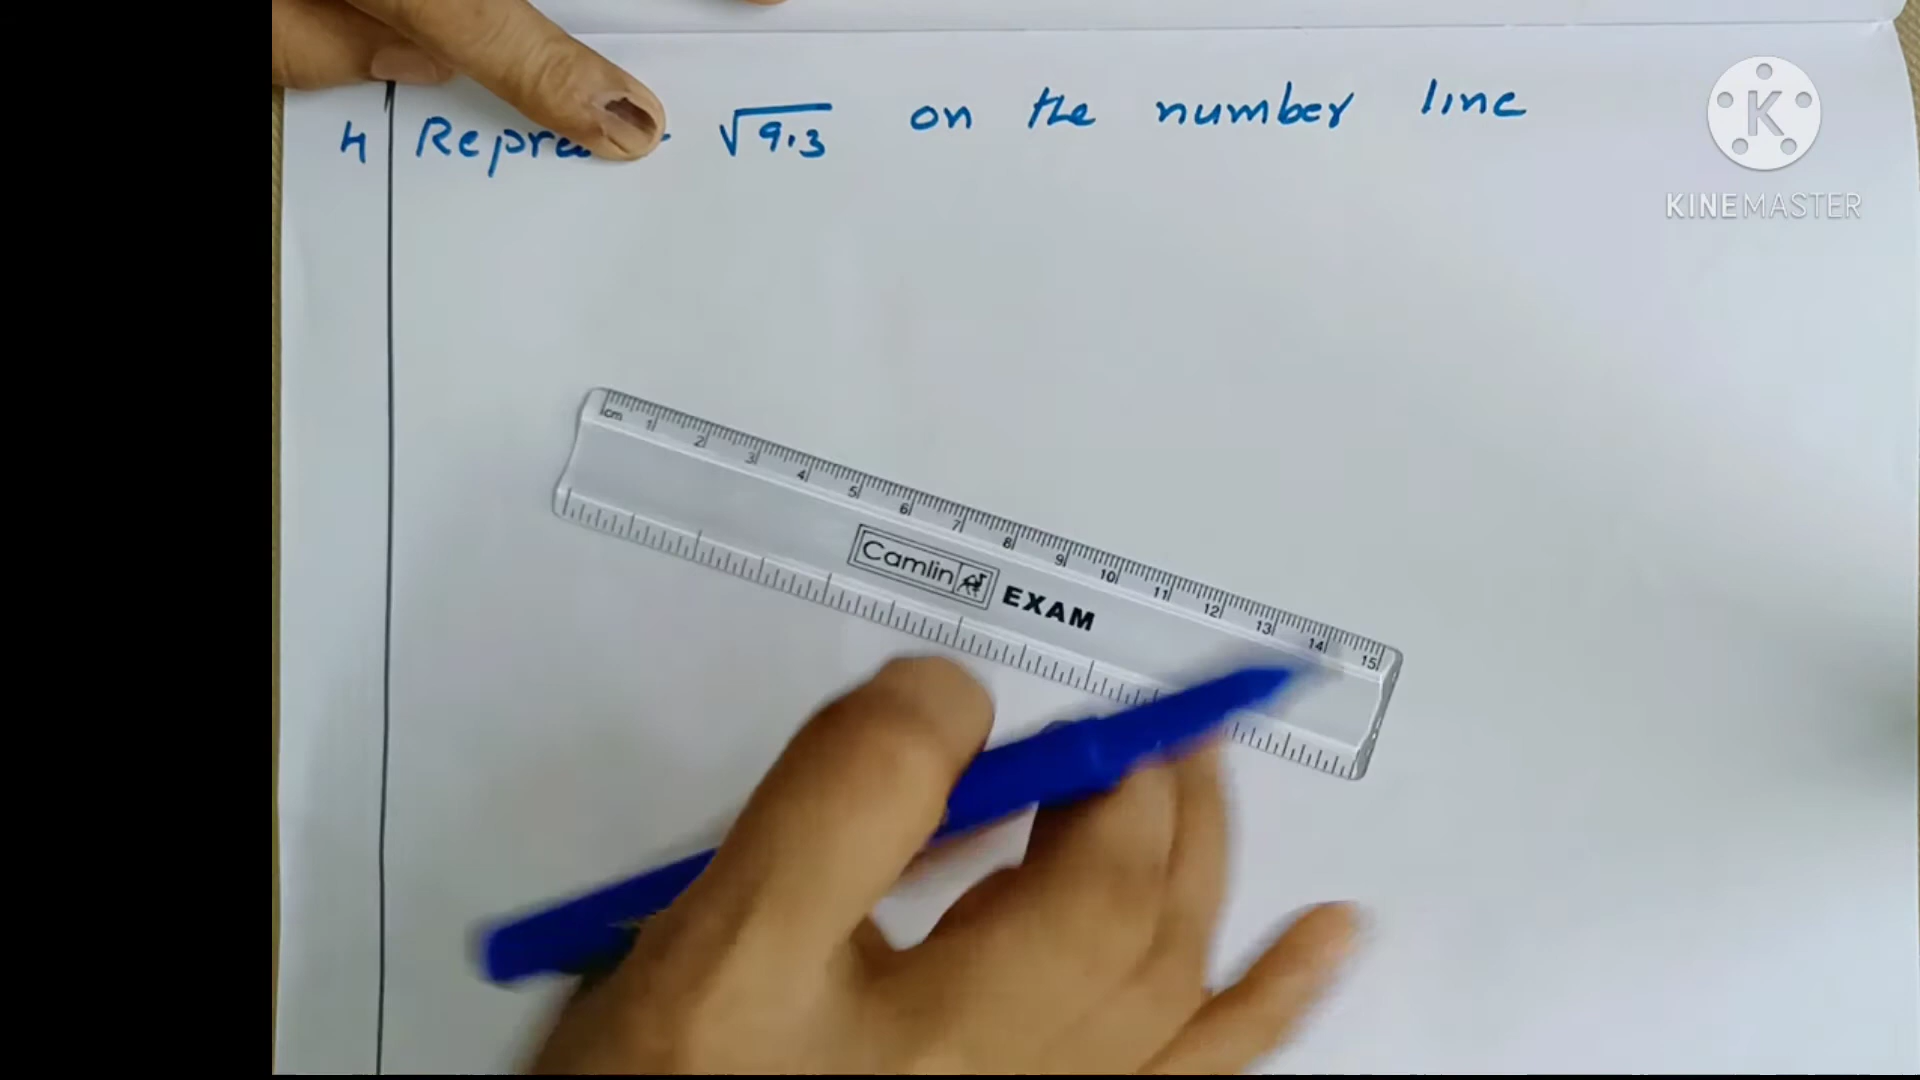 4 √9.3 on the number line
KINEMASTER
cm 1 2 3 4 5 6 7 8 9 10 11 12 13 14 15
Camlin EXAM